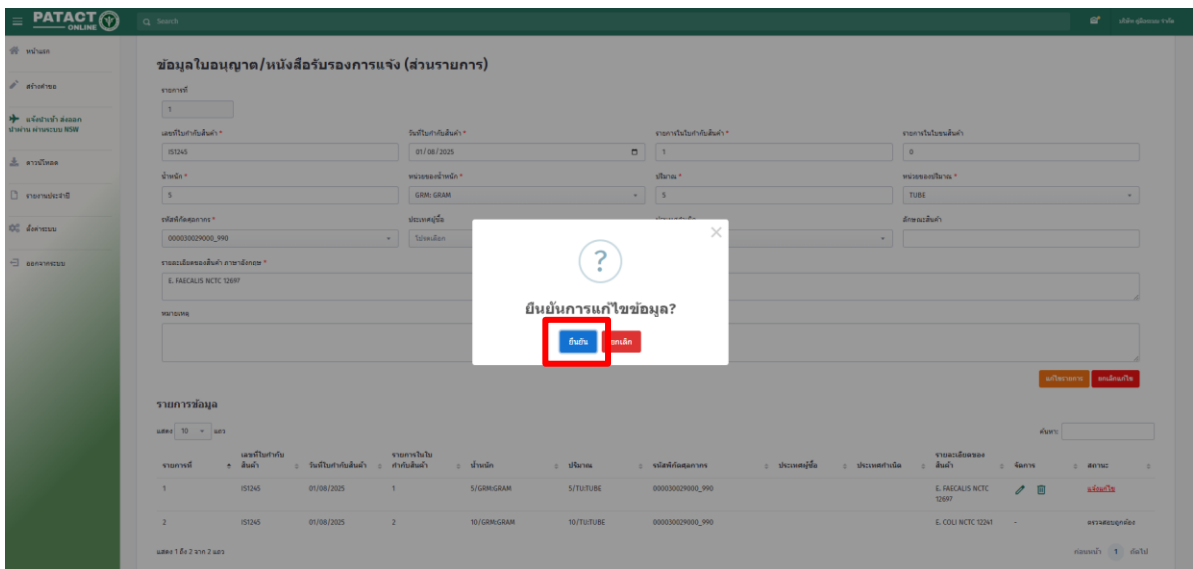 PATACT
ONLINE
Search
บริษัท คู่มืออบรม จำกัด
หน้าแรก
สร้างคำขอ
แจ้งนำเข้า ส่งออก
นำผ่าน ผ่านระบบ NSW
ดาวน์โหลด
รายงานประจำปี
ตั้งค่าระบบ
ออกจากระบบ
ข้อมูลใบอนุญาต/หนังสือรับรองการแจ้ง (ส่วนรายการ)
รายการที่
1
เลขที่ใบกำกับสินค้า * วันที่ใบกำกับสินค้า * รายการในใบกำกับสินค้า * รายการในใบขนสินค้า
IS1245 01/08/2025 1 0
น้ำหนัก * หน่วยของน้ำหนัก * ปริมาณ * หน่วยของปริมาณ *
5 GRM: GRAM 5 TUBE
รหัสพิกัดศุลกากร * ประเทศผู้ซื้อ ลักษณะสินค้า
000030029000_990 โปรดเลือก
รายละเอียดของสินค้า ภาษาอังกฤษ *
E. FAECALIS NCTC 12697
หมายเหตุ
ยืนยันการแก้ไขข้อมูล?
ยืนยัน ยกเลิก
แก้ไขรายการ ยกเลิกแก้ไข
รายการข้อมูล
แสดง 10 แถว ค้นหา:
รายการที่ เลขที่ใบกำกับสินค้า วันที่ใบกำกับสินค้า รายการในใบกำกับสินค้า น้ำหนัก ปริมาณ รหัสพิกัดศุลกากร ประเทศผู้ซื้อ ประเทศกำเนิด รายละเอียดของสินค้า จัดการ สถานะ
1 IS1245 01/08/2025 1 5/GRM:GRAM 5/TU:TUBE 000030029000_990 E. FAECALIS NCTC 12697 แจ้งแก้ไข
2 IS1245 01/08/2025 2 10/GRM:GRAM 10/TU:TUBE 000030029000_990 E. COLI NCTC 12241 - ตรวจสอบถูกต้อง
แสดง 1 ถึง 2 จาก 2 แถว ก่อนหน้า 1 ถัดไป